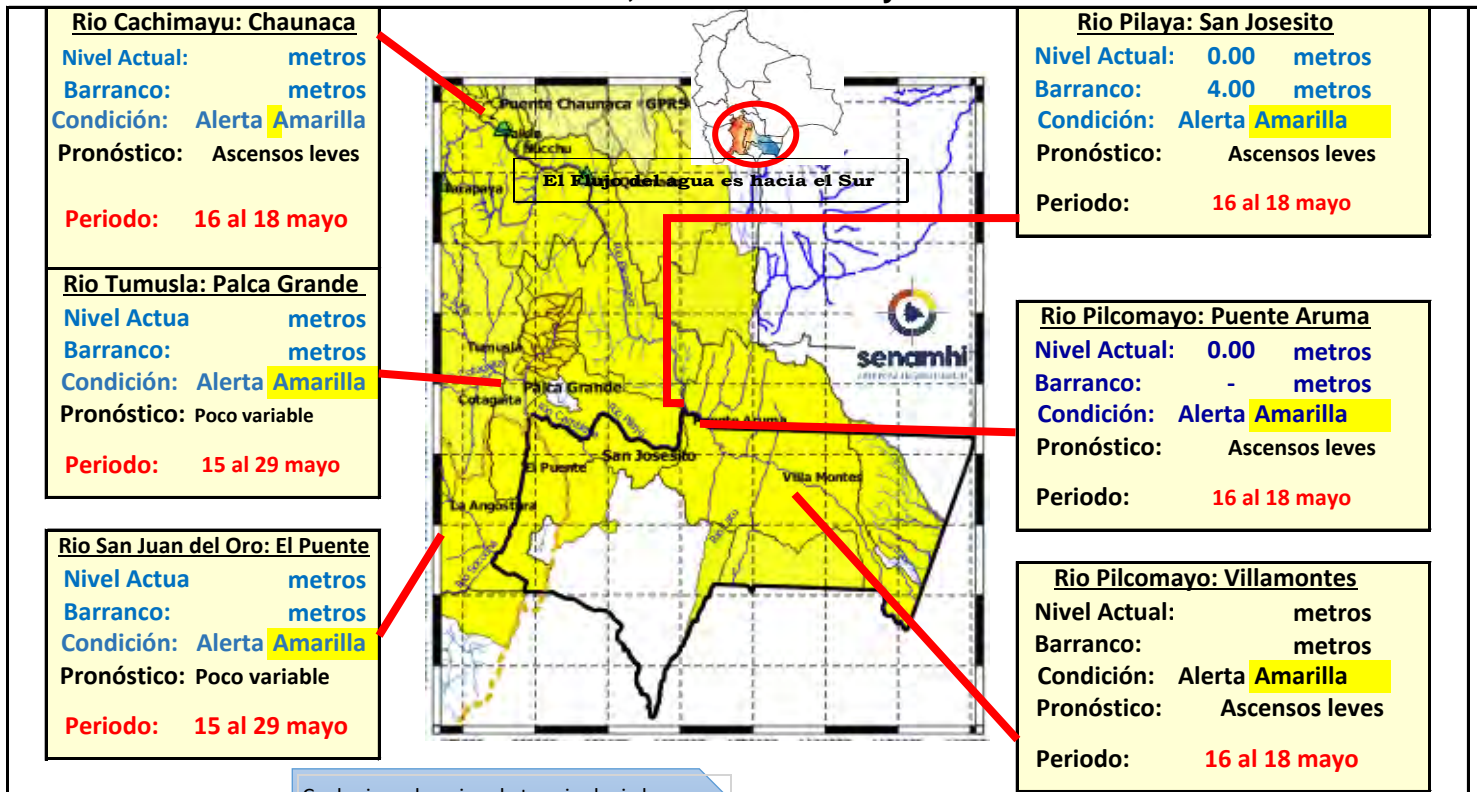 Rio Cachimayu: Chaunaca
Nivel Actual: metros
Barranco: metros
Condición: Alerta Amarilla
Pronóstico: Ascensos leves
Periodo: 16 al 18 mayo
Rio Tumusla: Palca Grande
Nivel Actua metros
Barranco: metros
Condición: Alerta Amarilla
Pronóstico: Poco variable
Periodo: 15 al 29 mayo
Rio San Juan del Oro: El Puente
Nivel Actua metros
Barranco: metros
Condición: Alerta Amarilla
Pronóstico: Poco variable
Periodo: 15 al 29 mayo
Puente Chaunaca GPRS
Talula
Ñucchu
El Flujo del agua es hacia el Sur
Tarapaya
Tumusla
Palca Grande
Cotagaita
Puente Aruma
San Josesito
El Puente
Villa Montes
La Angostura
senamhi
Rio Pilaya: San Josesito
Nivel Actual: 0.00 metros
Barranco: 4.00 metros
Condición: Alerta Amarilla
Pronóstico: Ascensos leves
Periodo: 16 al 18 mayo
Rio Pilcomayo: Puente Aruma
Nivel Actual: 0.00 metros
Barranco: - metros
Condición: Alerta Amarilla
Pronóstico: Ascensos leves
Periodo: 16 al 18 mayo
Rio Pilcomayo: Villamontes
Nivel Actual: metros
Barranco: metros
Condición: Alerta Amarilla
Pronóstico: Ascensos leves
Periodo: 16 al 18 mayo